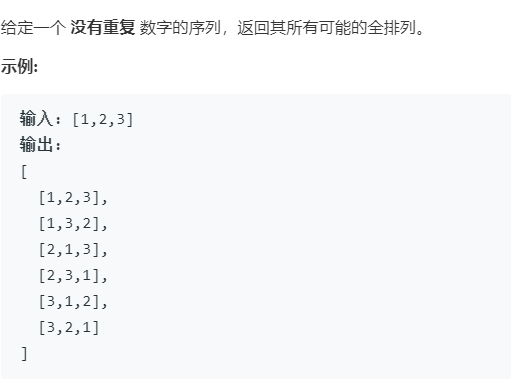 给定一个 没有重复 数字的序列，返回其所有可能的全排列。
示例:
输入: [1,2,3]
输出:
[
  [1,2,3],
  [1,3,2],
  [2,1,3],
  [2,3,1],
  [3,1,2],
  [3,2,1]
]